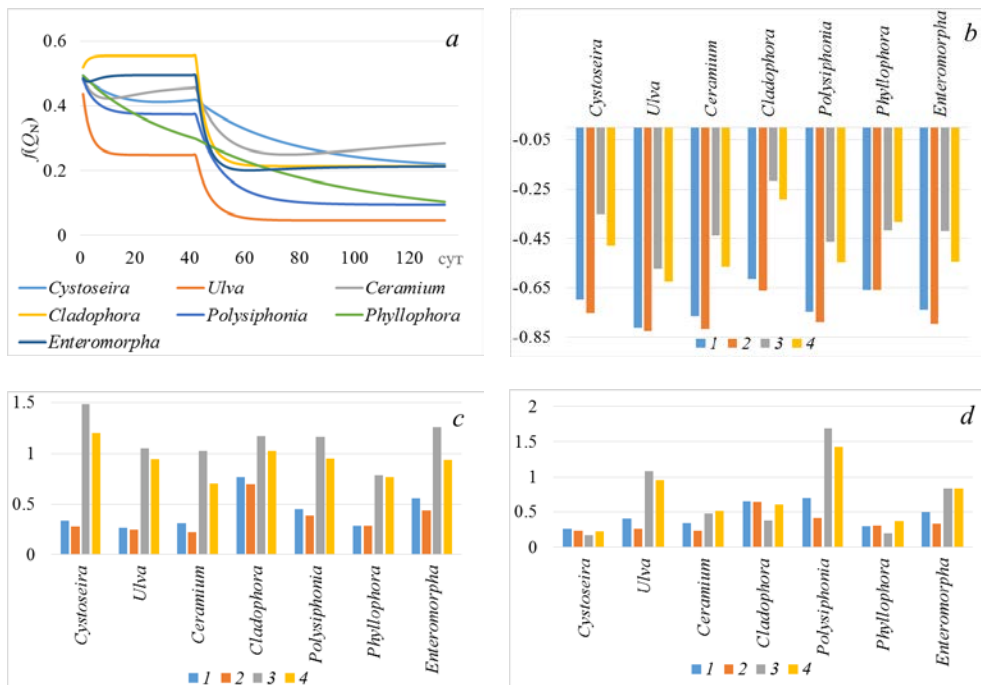 a
0.6
0.4
0.2
0
f(Q_N)
0 20 40 60 80 100 120 сут
Cystoseira Ulva Ceramium
Cladophora Polysiphonia Phyllophora
Enteromorpha
b
Cystoseira Ulva Ceramium Cladophora Polysiphonia Phyllophora Enteromorpha
-0.05
-0.25
-0.45
-0.65
-0.85
1 2 3 4
c
1.5
1
0.5
0
Cystoseira Ulva Ceramium Cladophora Polysiphonia Phyllophora Enteromorpha
1 2 3 4
d
2
1.5
1
0.5
0
Cystoseira Ulva Ceramium Cladophora Polysiphonia Phyllophora Enteromorpha
1 2 3 4